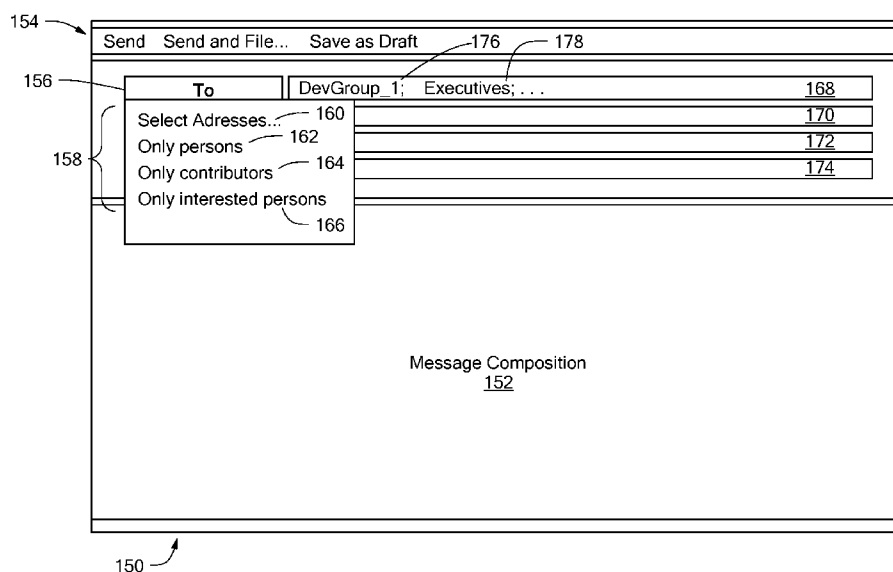 154
Send Send and File... Save as Draft 176 178
156 To DevGroup_1; Executives; . . . 168
Select Adresses... 160 170
158 Only persons 162 172
Only contributors 164 174
Only interested persons
166
Message Composition
152
150